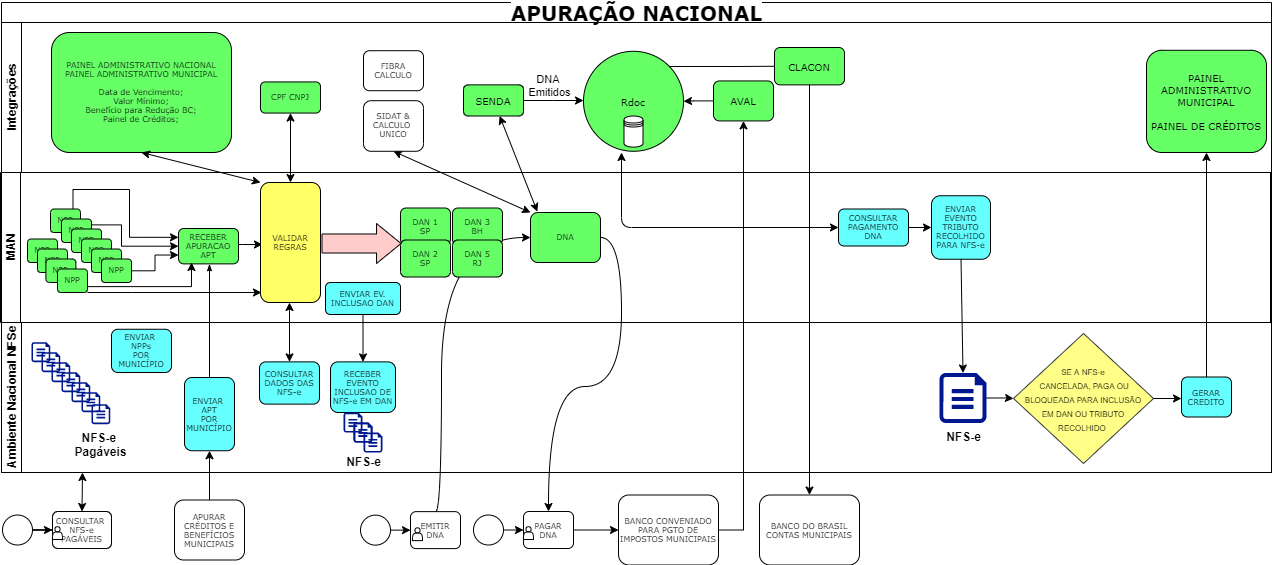 APURAÇÃO NACIONAL
Integrações
PAINEL ADMINISTRATIVO NACIONAL
PAINEL ADMINISTRATIVO MUNICIPAL
Data de Vencimento;
Valor Mínimo;
Benefício para Redução BC;
Painel de Créditos;
CPF CNPJ
FIBRA
CALCULO
SIDAT &
CALCULO
UNICO
SENDA
DNA
Emitidos
Rdoc
CLACON
AVAL
PAINEL
ADMINISTRATIVO
MUNICIPAL
PAINEL DE CRÉDITOS
MAN
NPP
NPP
RECEBER
APURACAO
APT
VALIDAR
REGRAS
DAN 1
SP
DAN 3
BH
DAN 2
SP
DAN 5
RJ
DNA
ENVIAR EV.
INCLUSAO DAN
CONSULTAR
PAGAMENTO
DNA
ENVIAR
EVENTO
TRIBUTO
RECOLHIDO
PARA NFS-e
Ambiente Nacional NFSe
NFS-e
Pagáveis
ENVIAR
NPPs
POR
MUNICÍPIO
ENVIAR
APT
POR
MUNICÍPIO
CONSULTAR
DADOS DAS
NFS-e
RECEBER
EVENTO
INCLUSAO DE
NFS-e EM DAN
NFS-e
NFS-e
SE A NFS-e
CANCELADA, PAGA OU
BLOQUEADA PARA INCLUSÃO
EM DAN OU TRIBUTO
RECOLHIDO
GERAR
CREDITO
CONSULTAR
NFS-e
PAGÁVEIS
APURAR
CRÉDITOS E
BENEFÍCIOS
MUNICIPAIS
EMITIR
DNA
PAGAR
DNA
BANCO CONVENIADO
PARA PGTO DE
IMPOSTOS MUNICIPAIS
BANCO DO BRASIL
CONTAS MUNICIPAIS